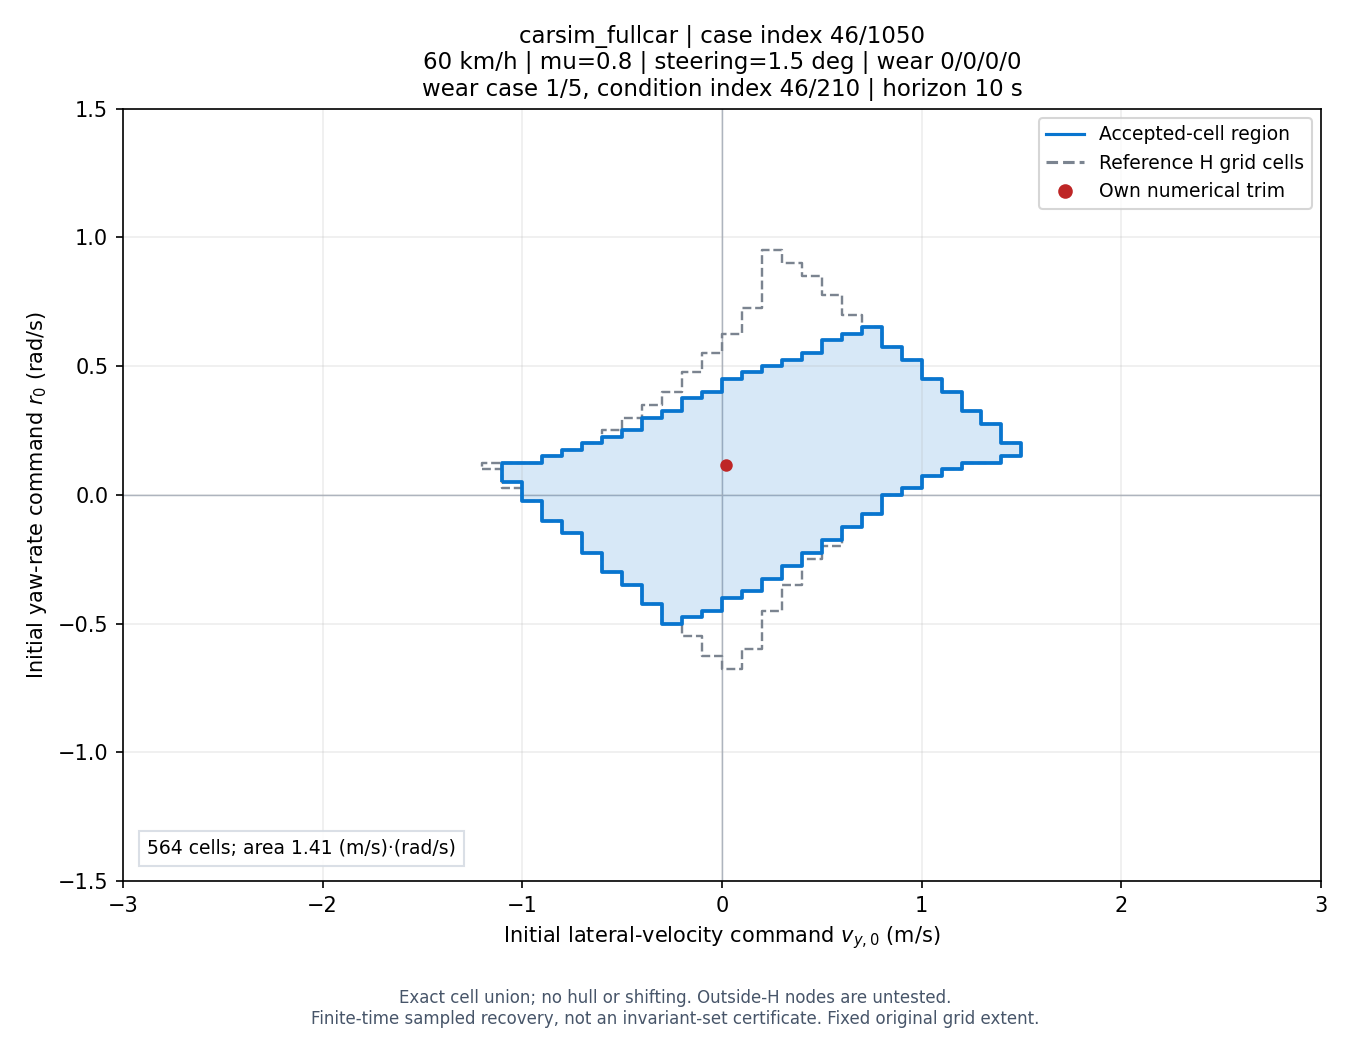 carsim_fullcar | case index 46/1050
60 km/h | mu=0.8 | steering=1.5 deg | wear 0/0/0/0
wear case 1/5, condition index 46/210 | horizon 10 s
Accepted-cell region
Reference H grid cells
Own numerical trim
1.5
1.0
0.5
0.0
−0.5
−1.0
−1.5
Initial yaw-rate command r₀ (rad/s)
564 cells; area 1.41 (m/s)·(rad/s)
−3
−2
−1
0
1
2
3
Initial lateral-velocity command v_{y,0} (m/s)
Exact cell union; no hull or shifting. Outside-H nodes are untested.
Finite-time sampled recovery, not an invariant-set certificate. Fixed original grid extent.